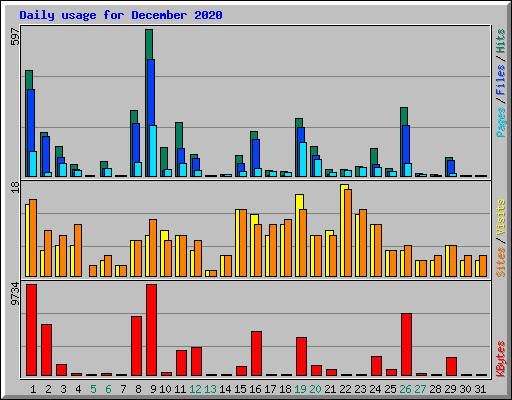 Daily usage for December 2020
597
Pages / Files / Hits
18
Sites / Visits
9734
KBytes
1 2 3 4 5 6 7 8 9 10 11 12 13 14 15 16 17 18 19 20 21 22 23 24 25 26 27 28 29 30 31